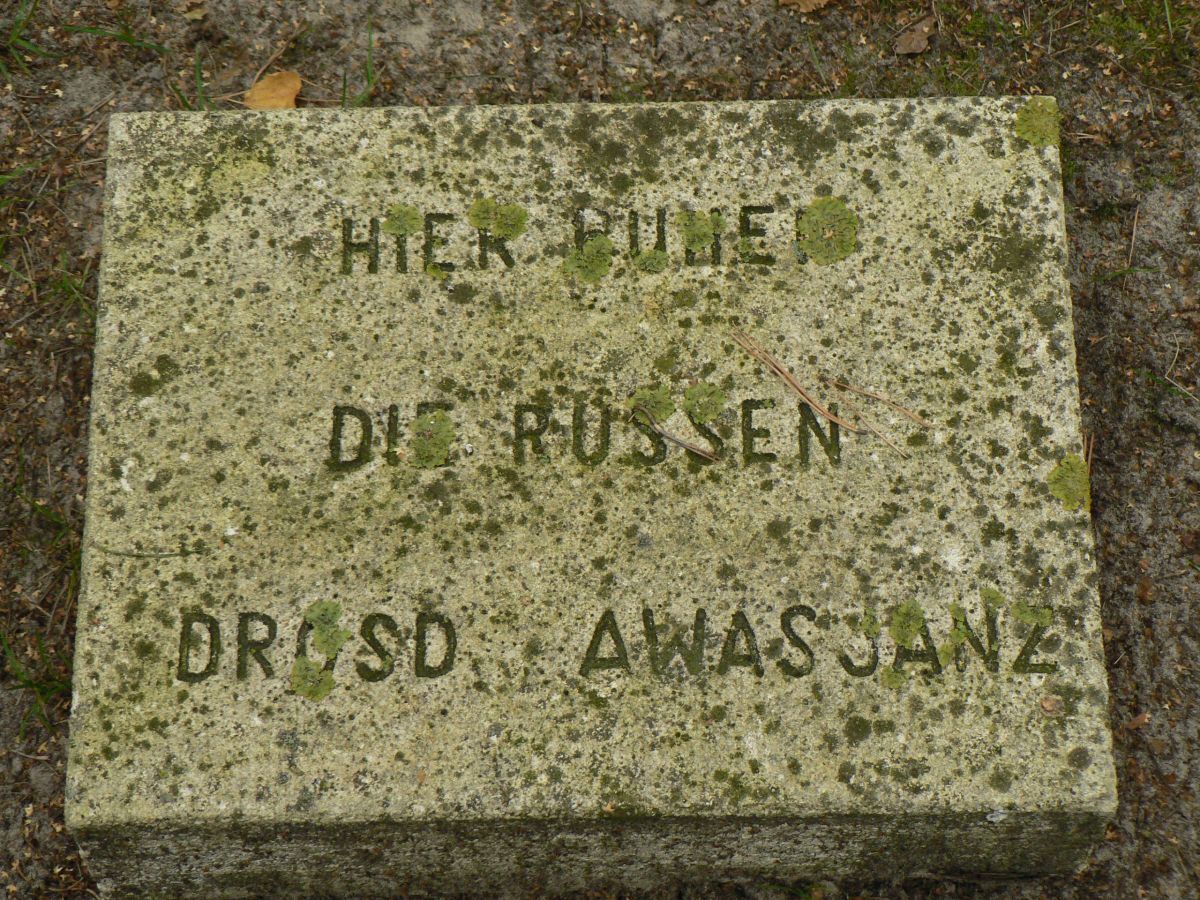 HIER RUHEN
DIE RUSSEN
DROSD AWASJANZ